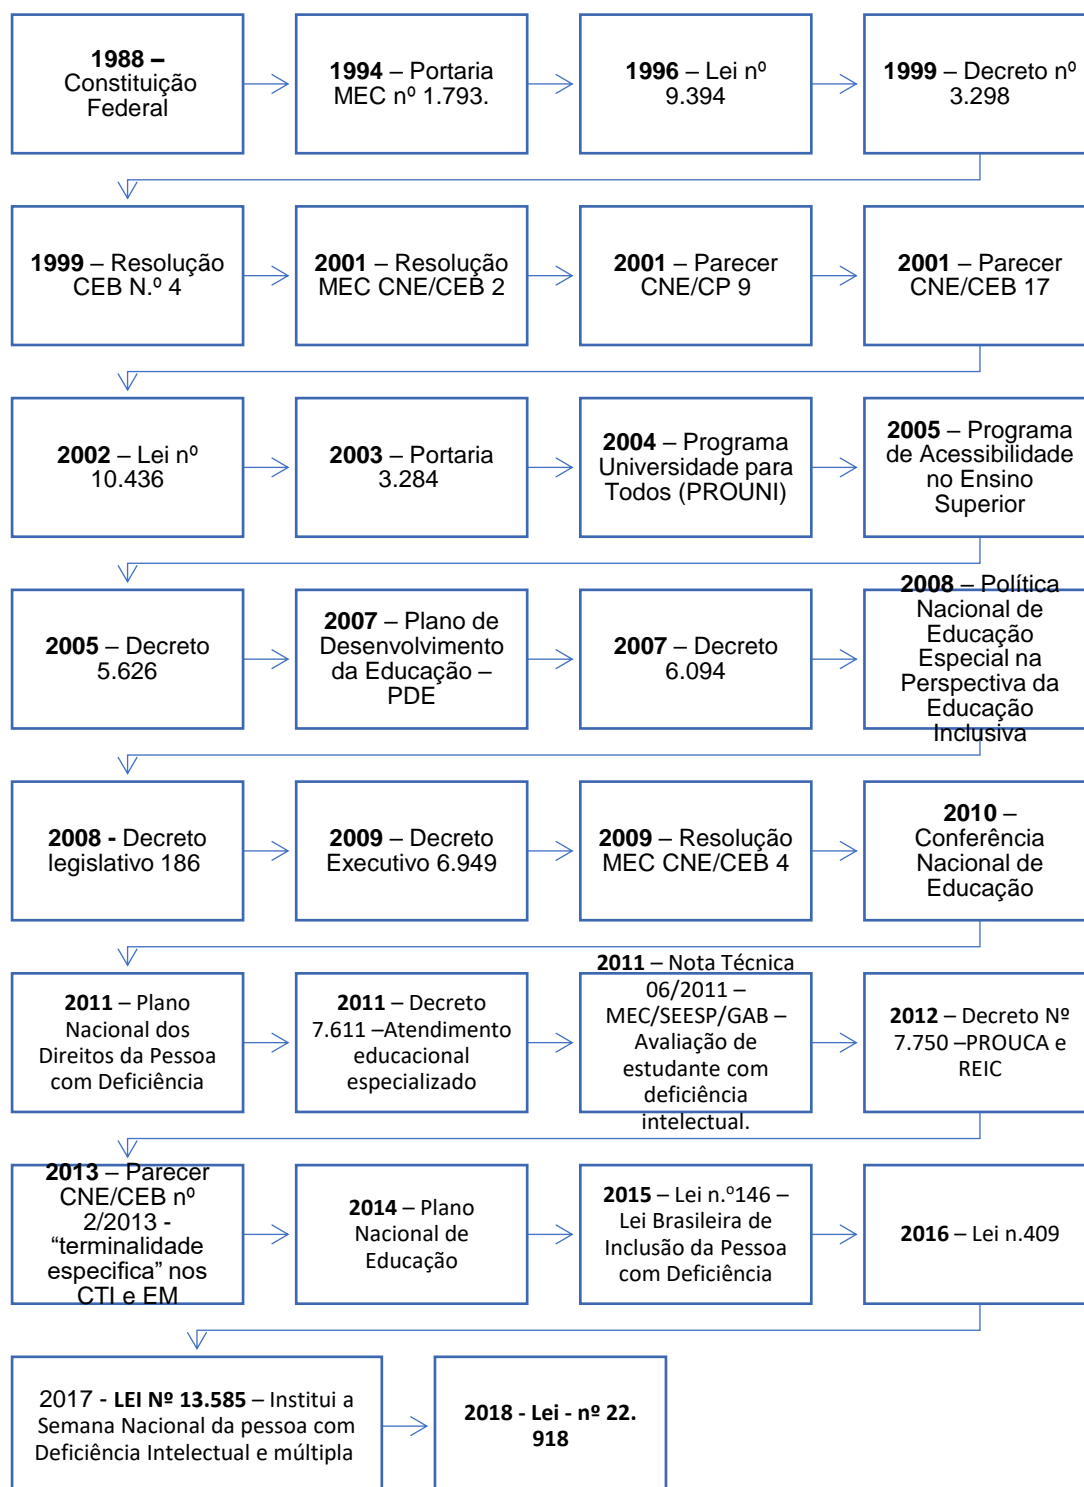 1988 –
Constituição
Federal
1994 – Portaria
MEC nº 1.793.
1996 – Lei nº
9.394
1999 – Decreto nº
3.298
1999 – Resolução
CEB N.º 4
2001 – Resolução
MEC CNE/CEB 2
2001 – Parecer
CNE/CP 9
2001 – Parecer
CNE/CEB 17
2002 – Lei nº
10.436
2003 – Portaria
3.284
2004 – Programa
Universidade para
Todos (PROUNI)
2005 – Programa
de Acessibilidade
no Ensino
Superior
2005 – Decreto
5.626
2007 – Plano de
Desenvolvimento
da Educação –
PDE
2007 – Decreto
6.094
2008 – Política
Nacional de
Educação
Especial na
Perspectiva da
Educação
Inclusiva
2008 - Decreto
legislativo 186
2009 – Decreto
Executivo 6.949
2009 – Resolução
MEC CNE/CEB 4
2010 –
Conferência
Nacional de
Educação
2011 – Plano
Nacional dos
Direitos da Pessoa
com Deficiência
2011 – Decreto
7.611 –Atendimento
educacional
especializado
2011 – Nota Técnica
06/2011 –
MEC/SEESP/GAB –
Avaliação de
estudante com
deficiência
intelectual.
2012 – Decreto Nº
7.750 –PROUCA e
REIC
2013 – Parecer
CNE/CEB nº
2/2013 -
“terminalidade
especifica” nos
CTI e EM
2014 – Plano
Nacional de
Educação
2015 – Lei n.º146 –
Lei Brasileira de
Inclusão da Pessoa
com Deficiência
2016 – Lei n.409
2017 - LEI Nº 13.585 – Institui a
Semana Nacional da pessoa com
Deficiência Intelectual e múltipla
2018 - Lei - nº 22.
918